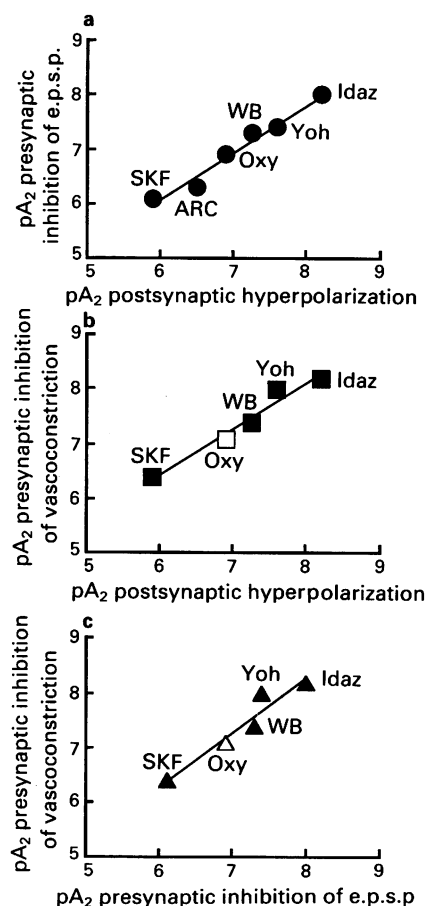 a
9
8
7
6
5
pA₂ presynaptic
inhibition of e.p.s.p.
SKF
ARC
Oxy
WB
Yoh
Idaz
5 6 7 8 9
pA₂ postsynaptic hyperpolarization
b
9
8
7
6
5
pA₂ presynaptic inhibition
of vascoconstriction
SKF
Oxy
WB
Yoh
Idaz
5 6 7 8 9
pA₂ postsynaptic hyperpolarization
c
9
8
7
6
5
pA₂ presynaptic inhibition
of vascoconstriction
SKF
Oxy
WB
Yoh
Idaz
5 6 7 8 9
pA₂ presynaptic inhibition of e.p.s.p